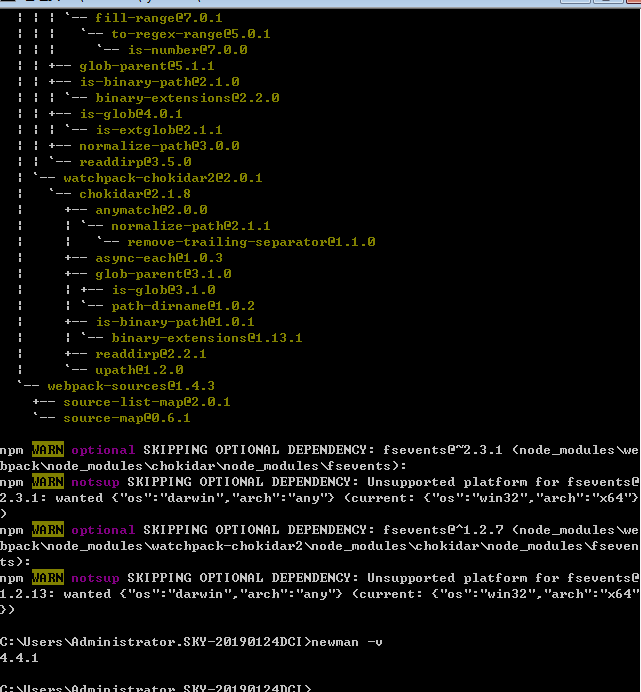 ¦ ¦ ¦ `-- fill-range@7.0.1
¦ ¦ ¦   `-- to-regex-range@5.0.1
¦ ¦ ¦     `-- is-number@7.0.0
¦ ¦ +-- glob-parent@5.1.1
¦ ¦ +-- is-binary-path@2.1.0
¦ ¦ ¦ `-- binary-extensions@2.2.0
¦ ¦ +-- is-glob@4.0.1
¦ ¦ ¦ `-- is-extglob@2.1.1
¦ ¦ +-- normalize-path@3.0.0
¦ ¦ `-- readdirp@3.5.0
¦ `-- watchpack-chokidar2@2.0.1
¦   `-- chokidar@2.1.8
¦     +-- anymatch@2.0.0
¦     ¦ `-- normalize-path@2.1.1
¦     ¦   `-- remove-trailing-separator@1.1.0
¦     +-- async-each@1.0.3
¦     +-- glob-parent@3.1.0
¦     ¦ +-- is-glob@3.1.0
¦     ¦ `-- path-dirname@1.0.2
¦     +-- is-binary-path@1.0.1
¦     ¦ `-- binary-extensions@1.13.1
¦     +-- readdirp@2.2.1
¦     `-- upath@1.2.0
`-- webpack-sources@1.4.3
  +-- source-list-map@2.0.1
  `-- source-map@0.6.1
npm WARN optional SKIPPING OPTIONAL DEPENDENCY: fsevents@^2.3.1 (node_modules\we
bpack\node_modules\chokidar\node_modules\fsevents):
npm WARN notsup SKIPPING OPTIONAL DEPENDENCY: Unsupported platform for fsevents@
2.3.1: wanted {"os":"darwin","arch":"any"} (current: {"os":"win32","arch":"x64"}
)
npm WARN optional SKIPPING OPTIONAL DEPENDENCY: fsevents@^1.2.7 (node_modules\we
bpack\node_modules\watchpack-chokidar2\node_modules\chokidar\node_modules\fseven
ts):
npm WARN notsup SKIPPING OPTIONAL DEPENDENCY: Unsupported platform for fsevents@
1.2.13: wanted {"os":"darwin","arch":"any"} (current: {"os":"win32","arch":"x64"
})
C:\Users\Administrator.SKY-20190124DCI>newman -v
4.4.1
C:\Users\Administrator.SKY-20190124DCI>